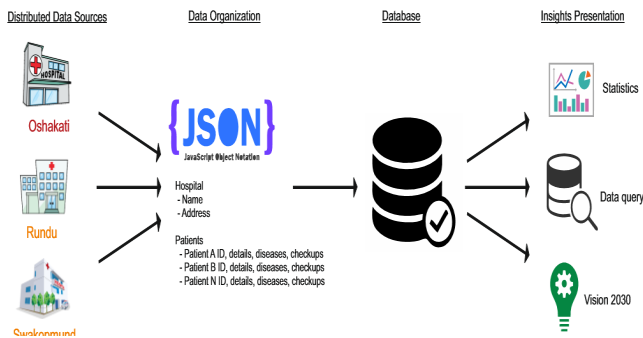 Distributed Data Sources
Data Organization
Database
Insights Presentation
HOSPITAL
Oshakati
Rundu
Swakopmund
{JSON}
JavaScript Object Notation
Hospital
- Name
- Address
Patients
- Patient A ID, details, diseases, checkups
- Patient B ID, details, diseases, checkups
- Patient N ID, details, diseases, checkups
Statistics
Data query
Vision 2030